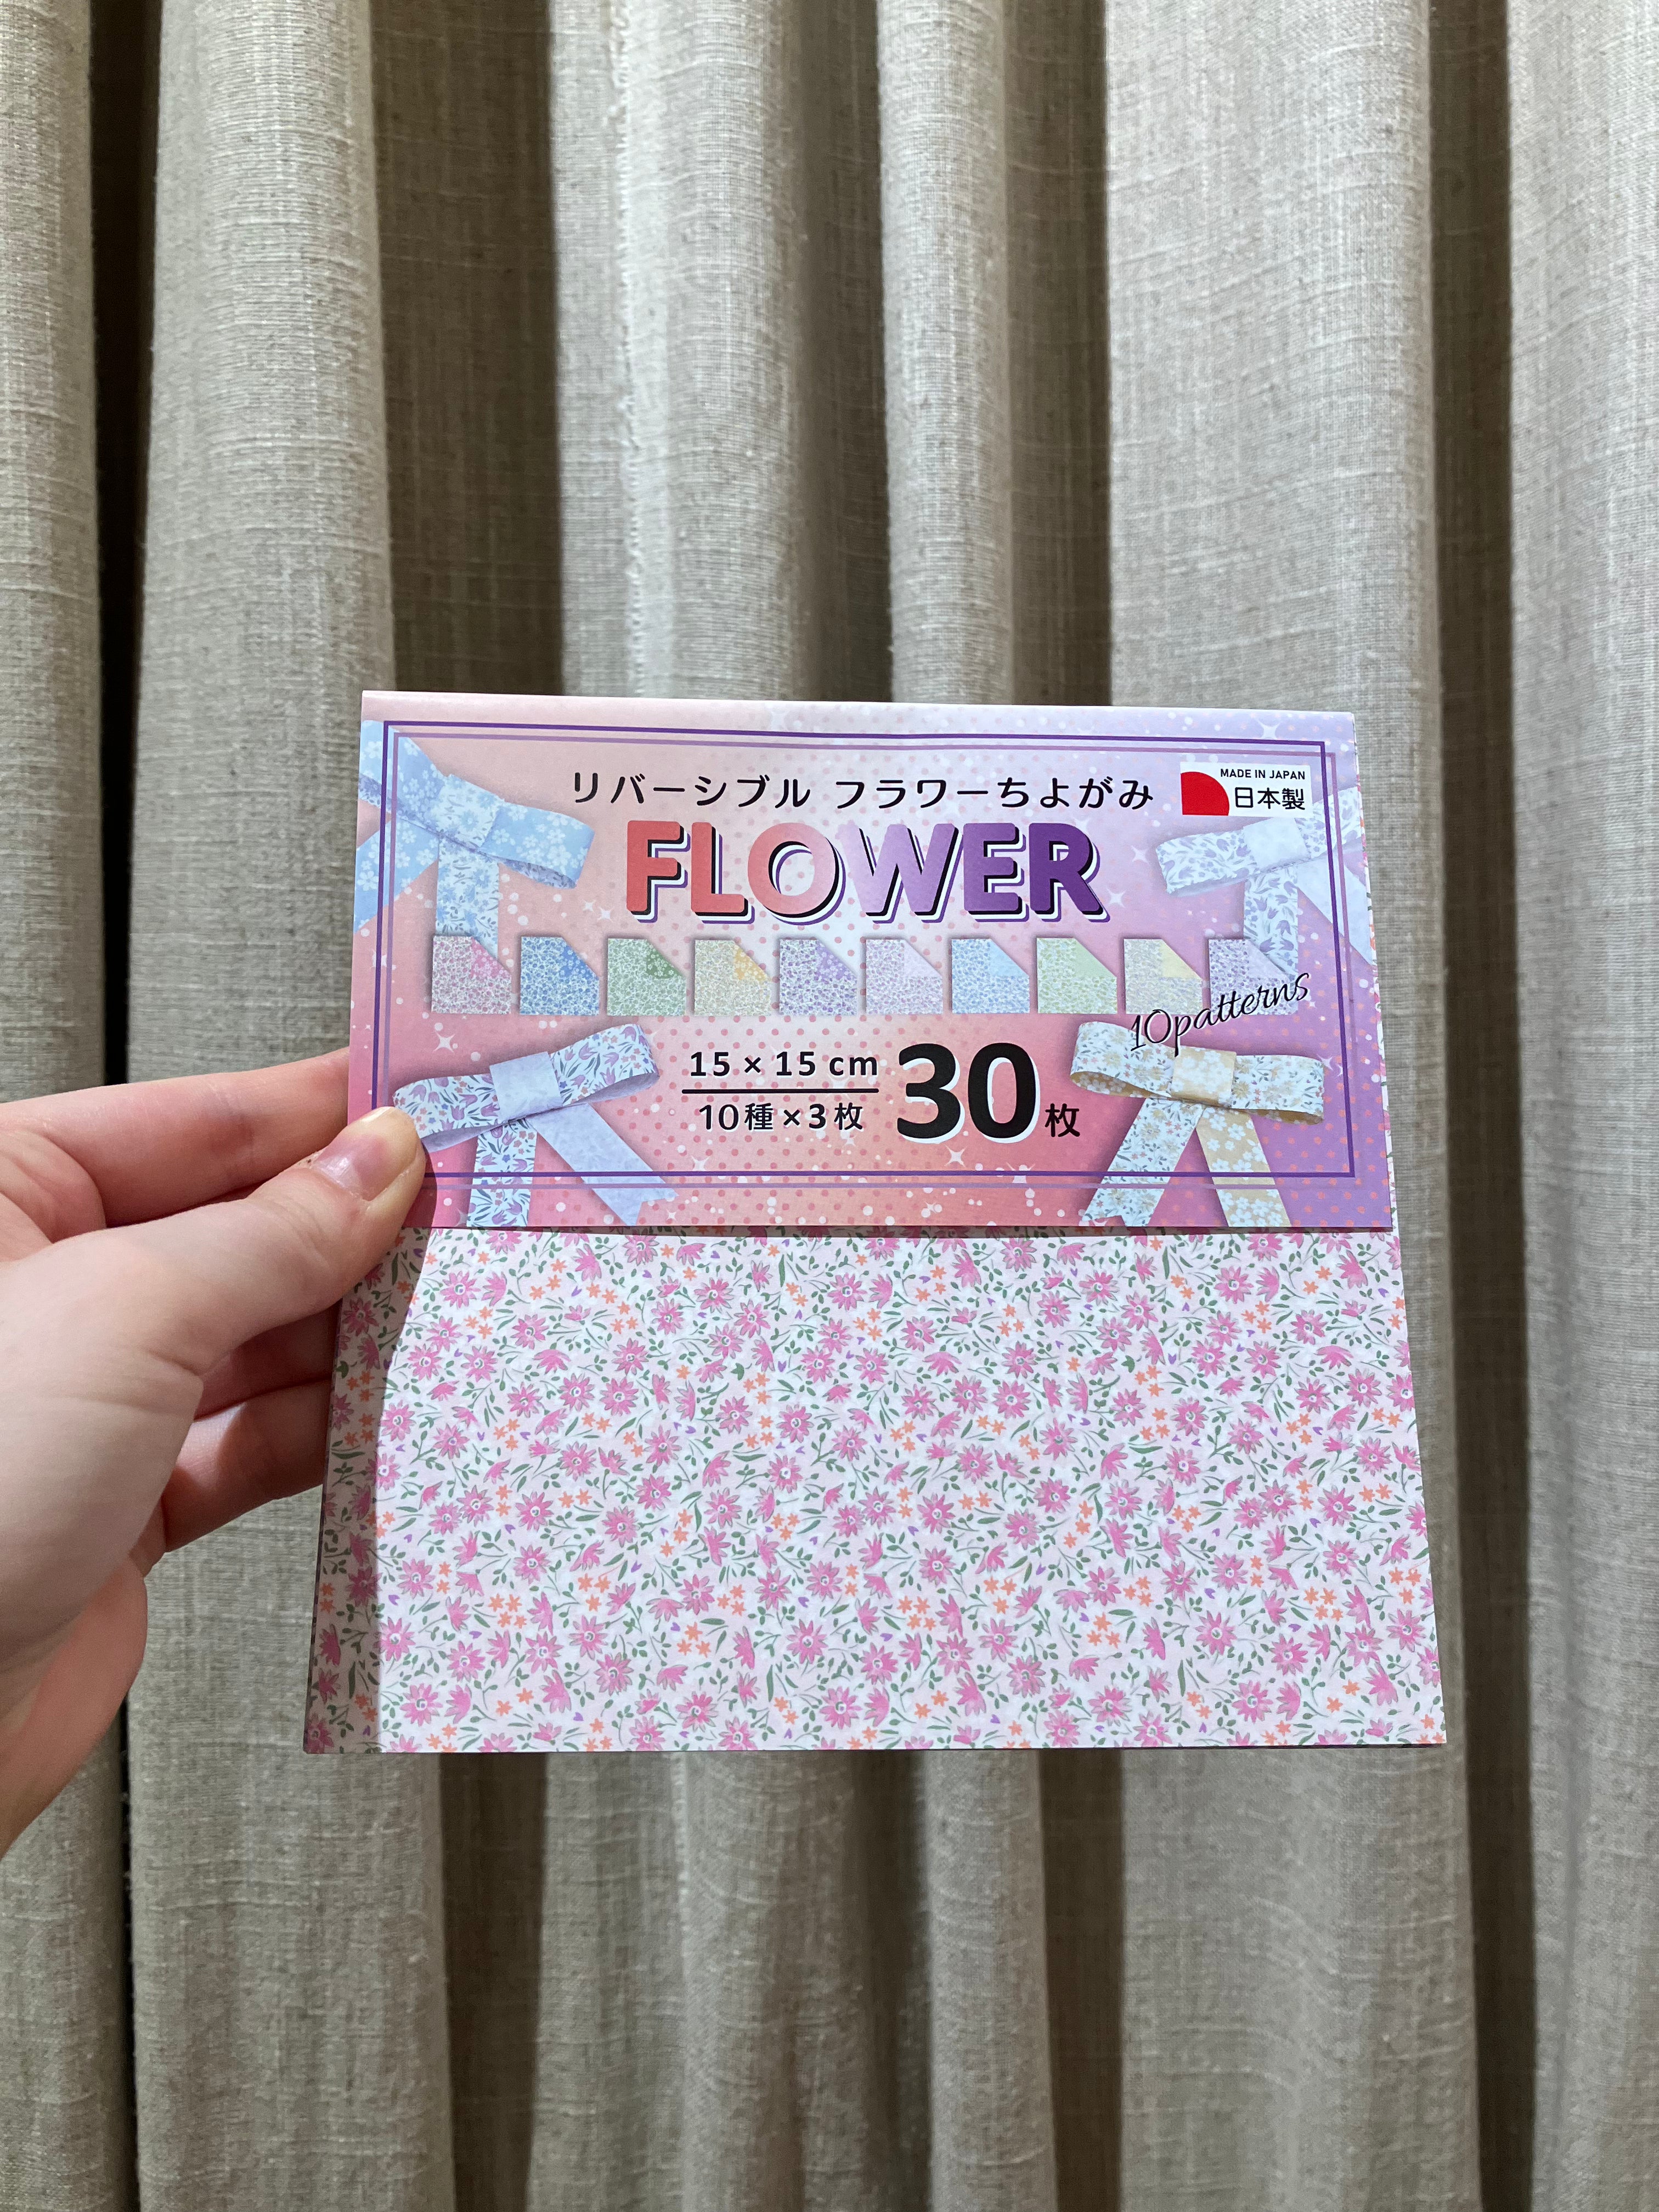 リバーシブル フラワーちよがみ
MADE IN JAPAN
日本製
FLOWER
10patterns
15 × 15 cm
10種×3枚
30枚